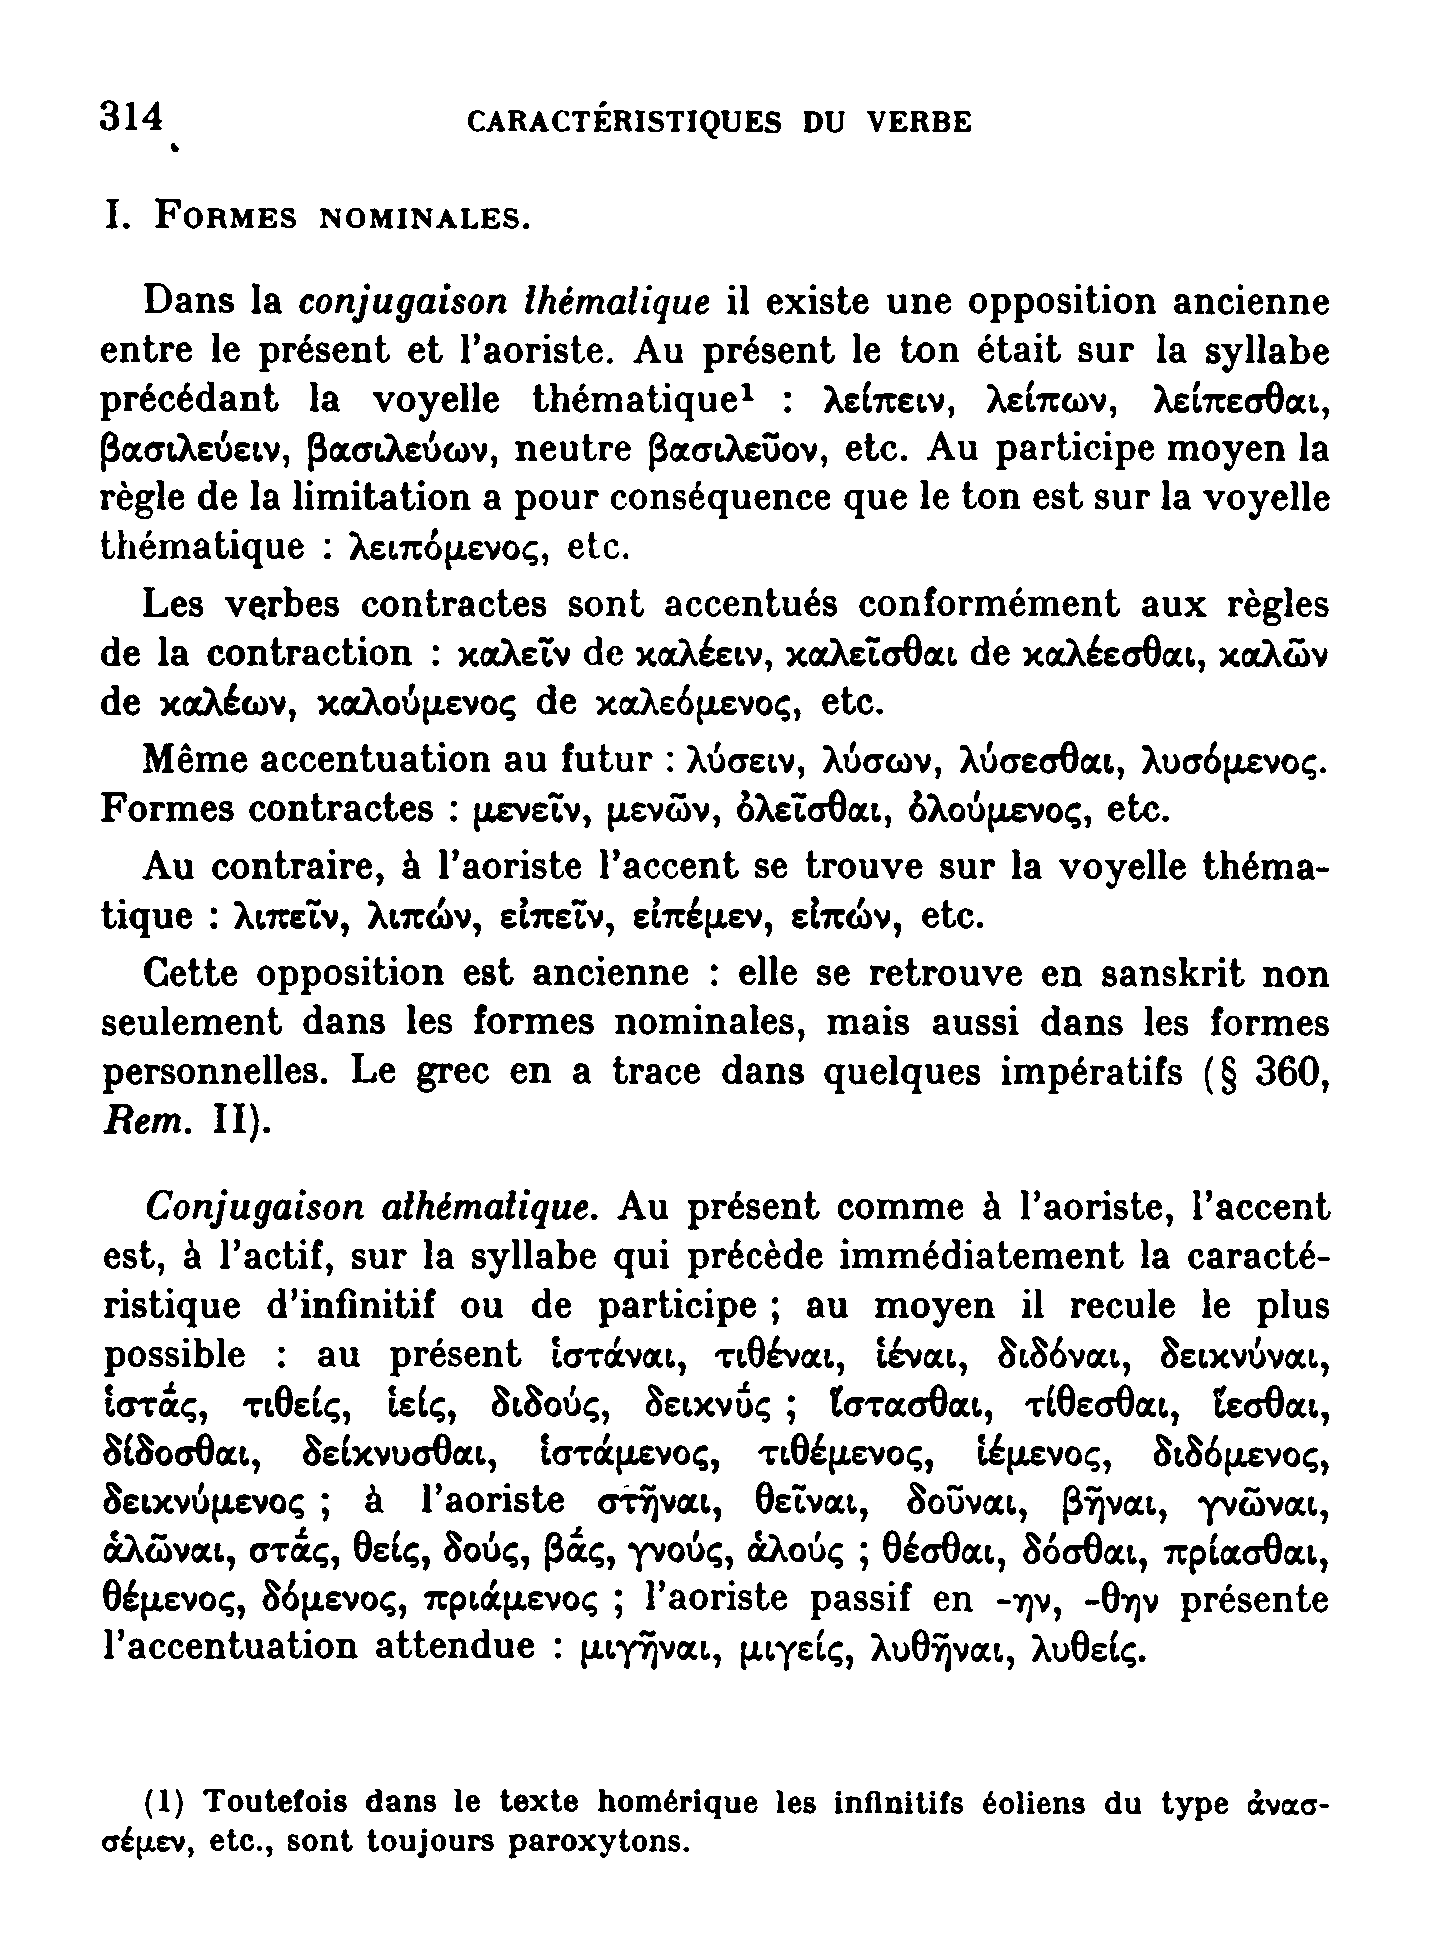 314 CARACTÉRISTIQUES DU VERBE
I. FORMES NOMINALES.
Dans la conjugaison thématique il existe une opposition ancienne
entre le présent et l'aoriste. Au présent le ton était sur la syllabe
précédant la voyelle thématique¹ : λείπειν, λείπων, λείπεσθαι,
βασιλεύειν, βασιλεύων, neutre βασιλεῦον, etc. Au participe moyen la
règle de la limitation a pour conséquence que le ton est sur la voyelle
thématique : λειπόμενος, etc.
Les verbes contractes sont accentués conformément aux règles
de la contraction : καλεῖν de καλέειν, καλεῖσθαι de καλέεσθαι, καλῶν
de καλέων, καλούμενος de καλεόμενος, etc.
Même accentuation au futur : λύσειν, λύσων, λύσεσθαι, λυσόμενος.
Formes contractes : μενεῖν, μενῶν, ὀλεῖσθαι, ὀλούμενος, etc.
Au contraire, à l'aoriste l'accent se trouve sur la voyelle théma-
tique : λιπεῖν, λιπών, εἰπεῖν, εἰπέμεν, εἰπών, etc.
Cette opposition est ancienne : elle se retrouve en sanskrit non
seulement dans les formes nominales, mais aussi dans les formes
personnelles. Le grec en a trace dans quelques impératifs (§ 360,
Rem. II).
Conjugaison athématique. Au présent comme à l'aoriste, l'accent
est, à l'actif, sur la syllabe qui précède immédiatement la caracté-
ristique d'infinitif ou de participe ; au moyen il recule le plus
possible : au présent ἱστάναι, τιθέναι, ἱέναι, διδόναι, δεικνύναι,
ἱστά̄ς, τιθείς, ἱείς, διδούς, δεικνύ̄ς ; ἵστασθαι, τίθεσθαι, ἵεσθαι,
δίδοσθαι, δείκνυσθαι, ἱστάμενος, τιθέμενος, ἱέμενος, διδόμενος,
δεικνύμενος ; à l'aoriste στῆναι, θεῖναι, δοῦναι, βῆναι, γνῶναι,
ἁλῶναι, στά̄ς, θείς, δούς, βά̄ς, γνούς, ἁλούς ; θέσθαι, δόσθαι, πρίασθαι,
θέμενος, δόμενος, πριάμενος ; l'aoriste passif en -ην, -θην présente
l'accentuation attendue : μιγῆναι, μιγείς, λυθῆναι, λυθείς.
(1) Toutefois dans le texte homérique les infinitifs éoliens du type ἀνασ-
σέμεν, etc., sont toujours paroxytons.